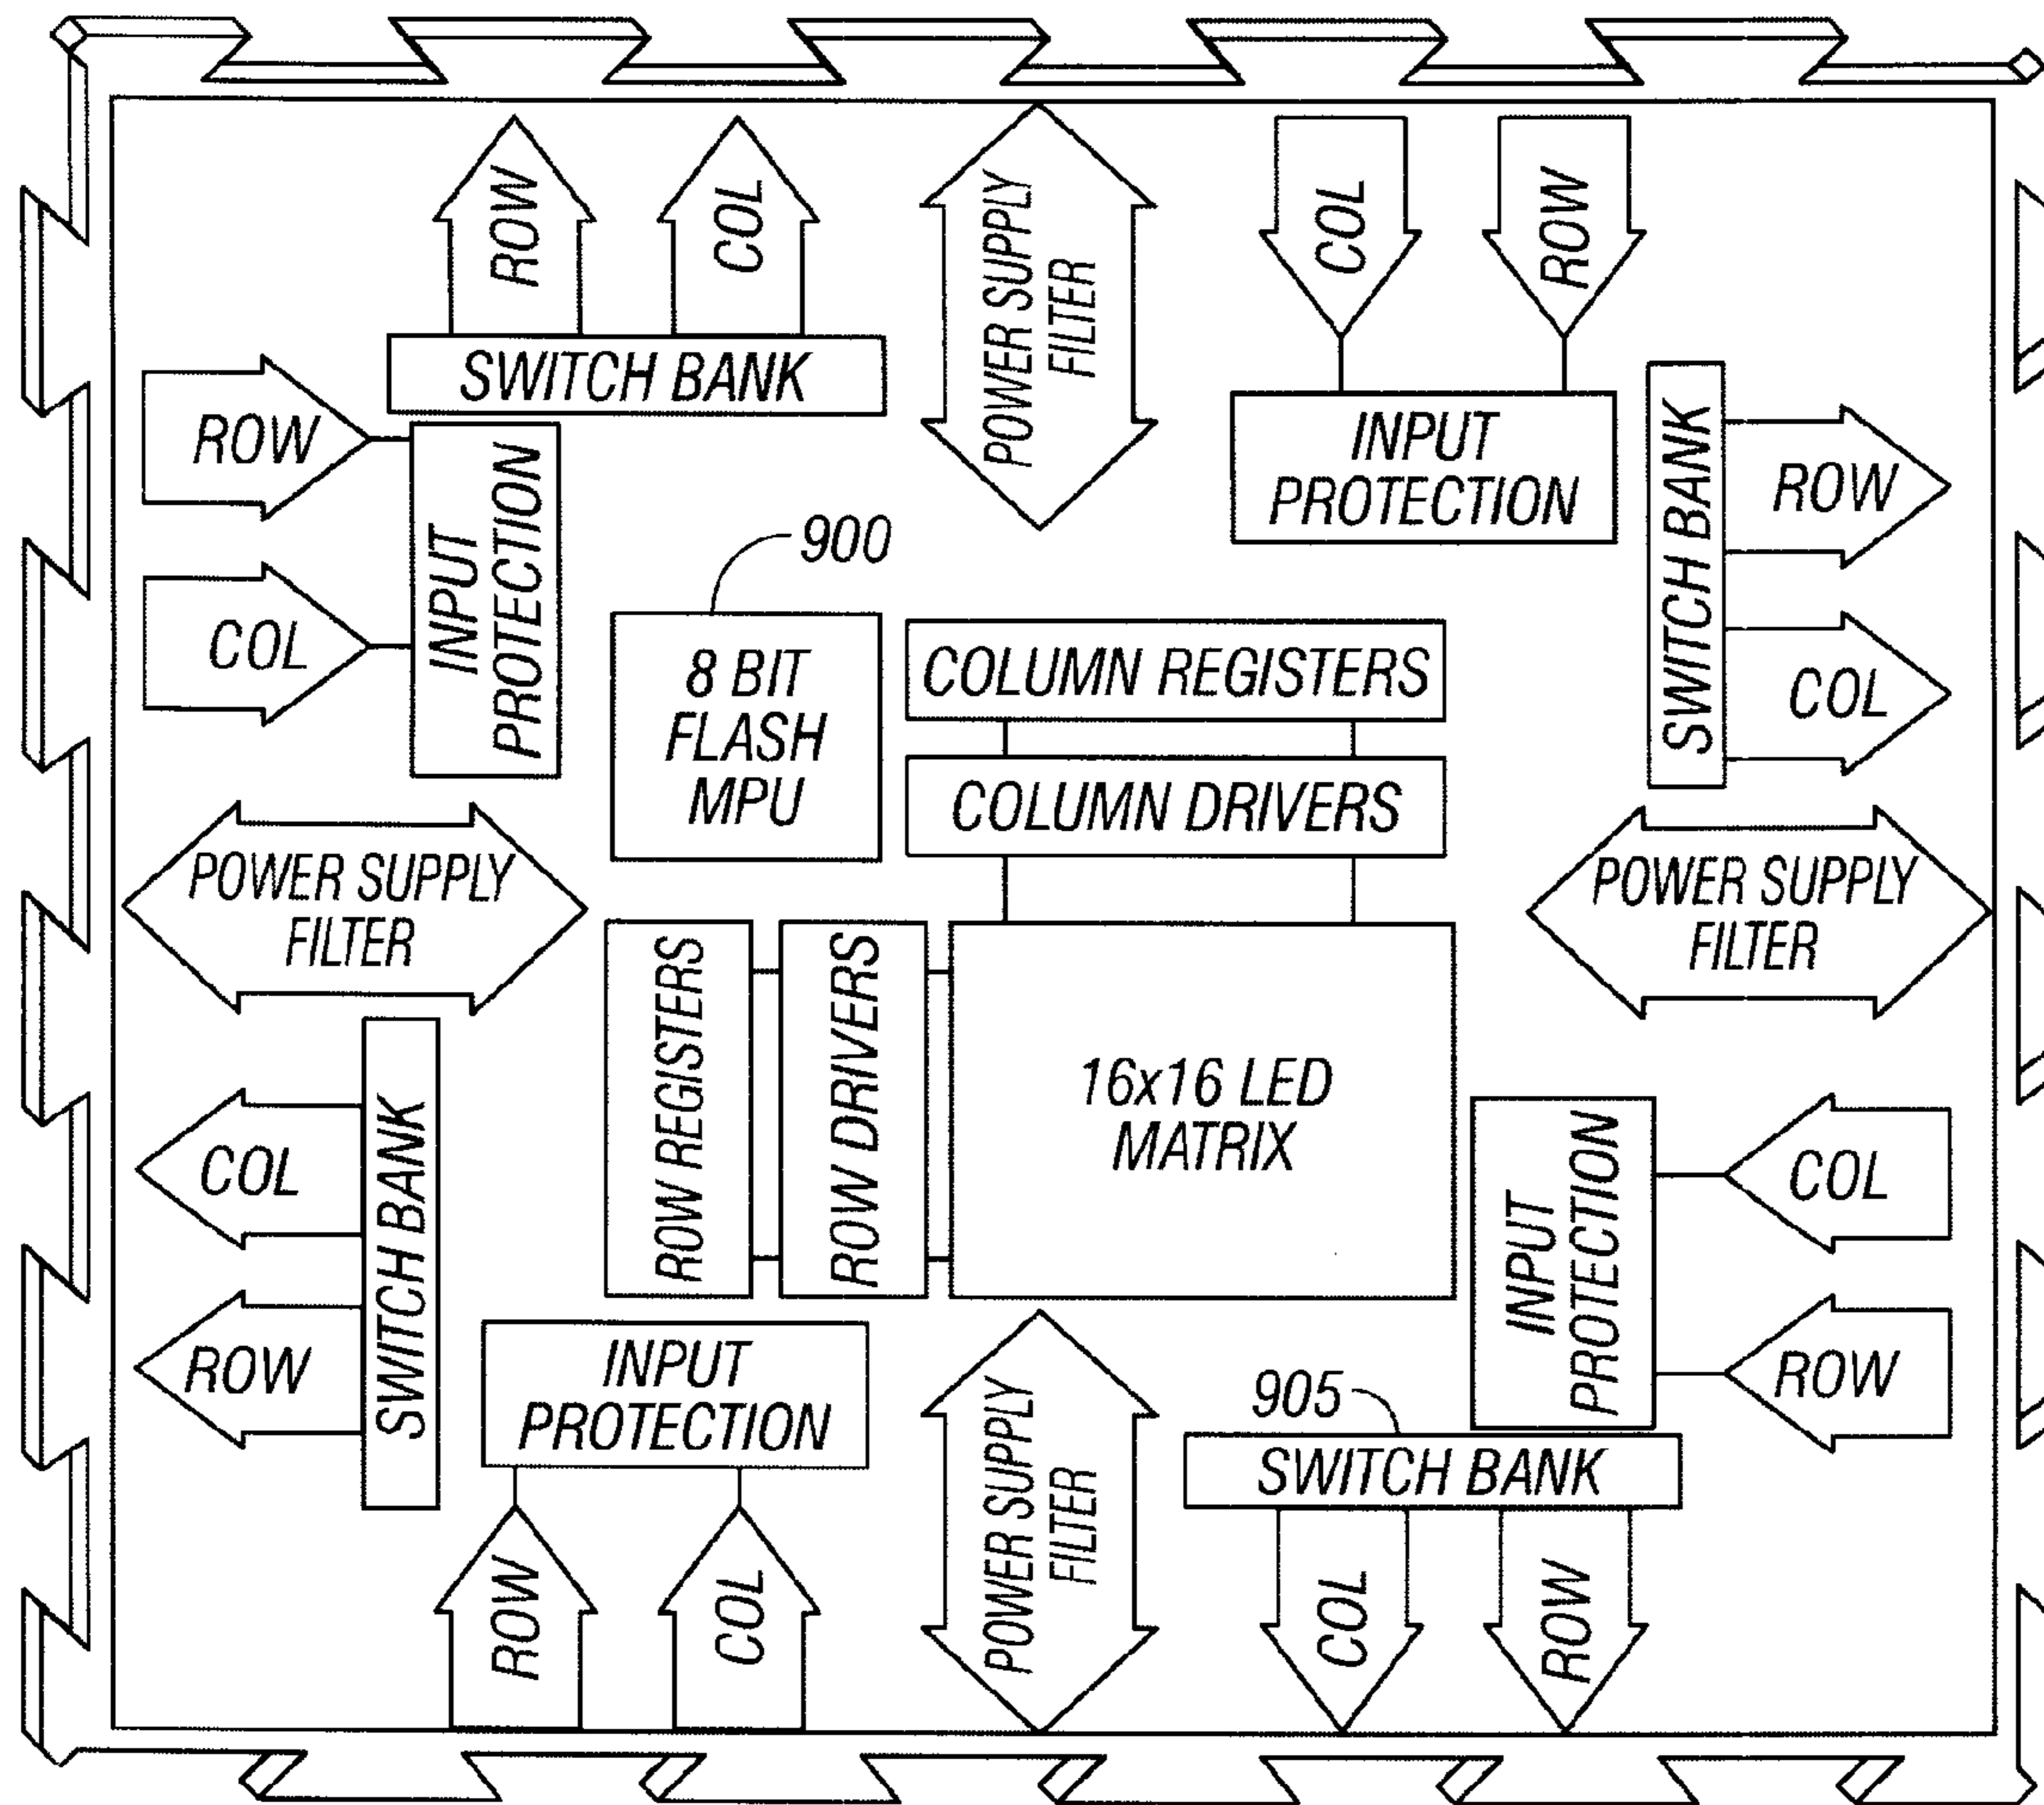 ROW
COL
POWER SUPPLY
FILTER
COL
ROW
SWITCH BANK
INPUT
PROTECTION
ROW
COL
INPUT
PROTECTION
SWITCH BANK
ROW
COL
900
8 BIT
FLASH
MPU
COLUMN REGISTERS
COLUMN DRIVERS
POWER SUPPLY
FILTER
POWER SUPPLY
FILTER
ROW REGISTERS
ROW DRIVERS
16x16 LED
MATRIX
COL
ROW
SWITCH BANK
INPUT
PROTECTION
COL
ROW
INPUT
PROTECTION
905
SWITCH BANK
ROW
COL
POWER SUPPLY
FILTER
COL
ROW